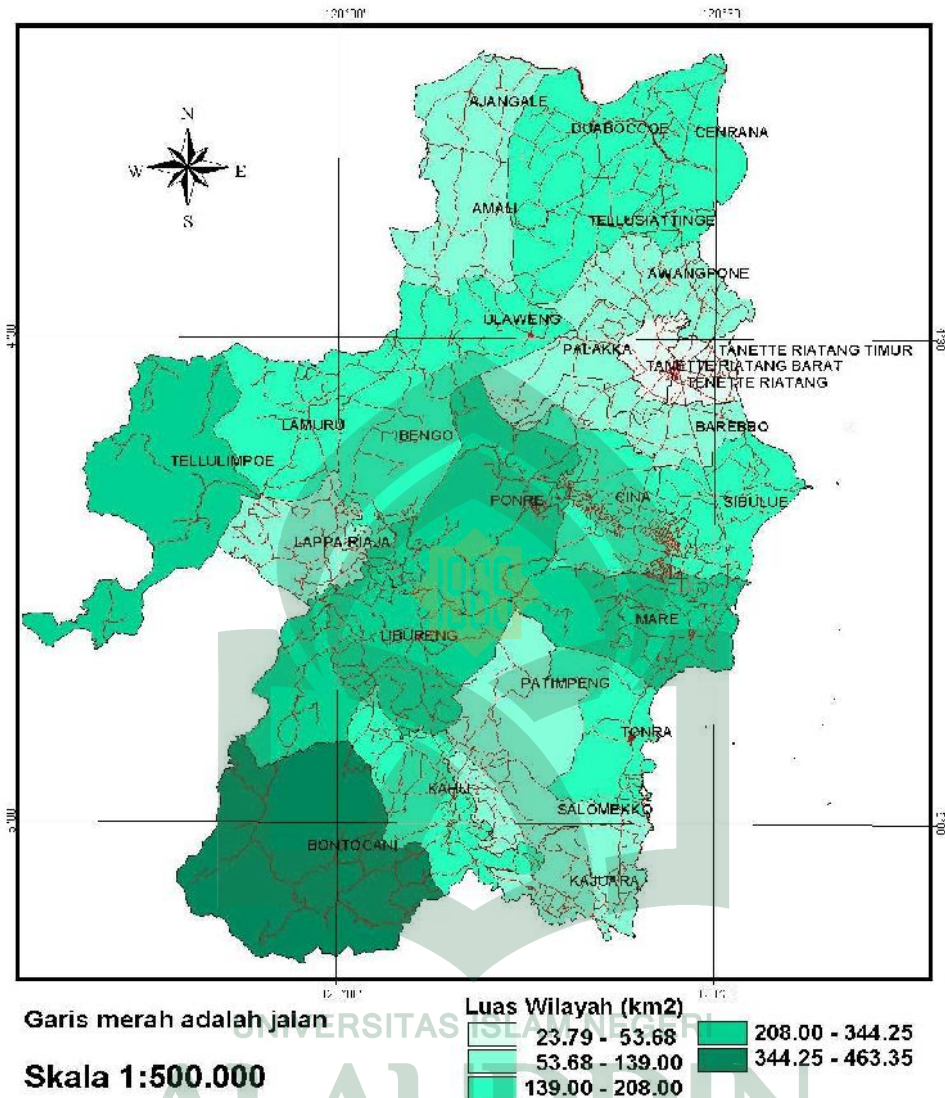 N
W E
S
AJANGALE
DUABOCCOE
CENRANA
AMALI
TELLUSIATTINGE
AWANGPONE
ULAWENG
PALAKKA
TANETTE RIATANG TIMUR
TANETTE RIATANG BARAT
TENETTE RIATANG
LAMURU
BENGO
BAREBBO
TELLULIMPOE
PONRE
CINA
SIBULUE
LAPPA RIAJA
MARE
LIBURENG
PATIMPENG
TONRA
KAHU
SALOMEKKO
BONTOCANI
KAJUARA
Garis merah adalah jalan
Skala 1:500.000
Luas Wilayah (km2)
23.79 - 53.68
53.68 - 139.00
139.00 - 208.00
208.00 - 344.25
344.25 - 463.35
UNIVERSITAS ISLAM NEGERI
ALAUDDIN